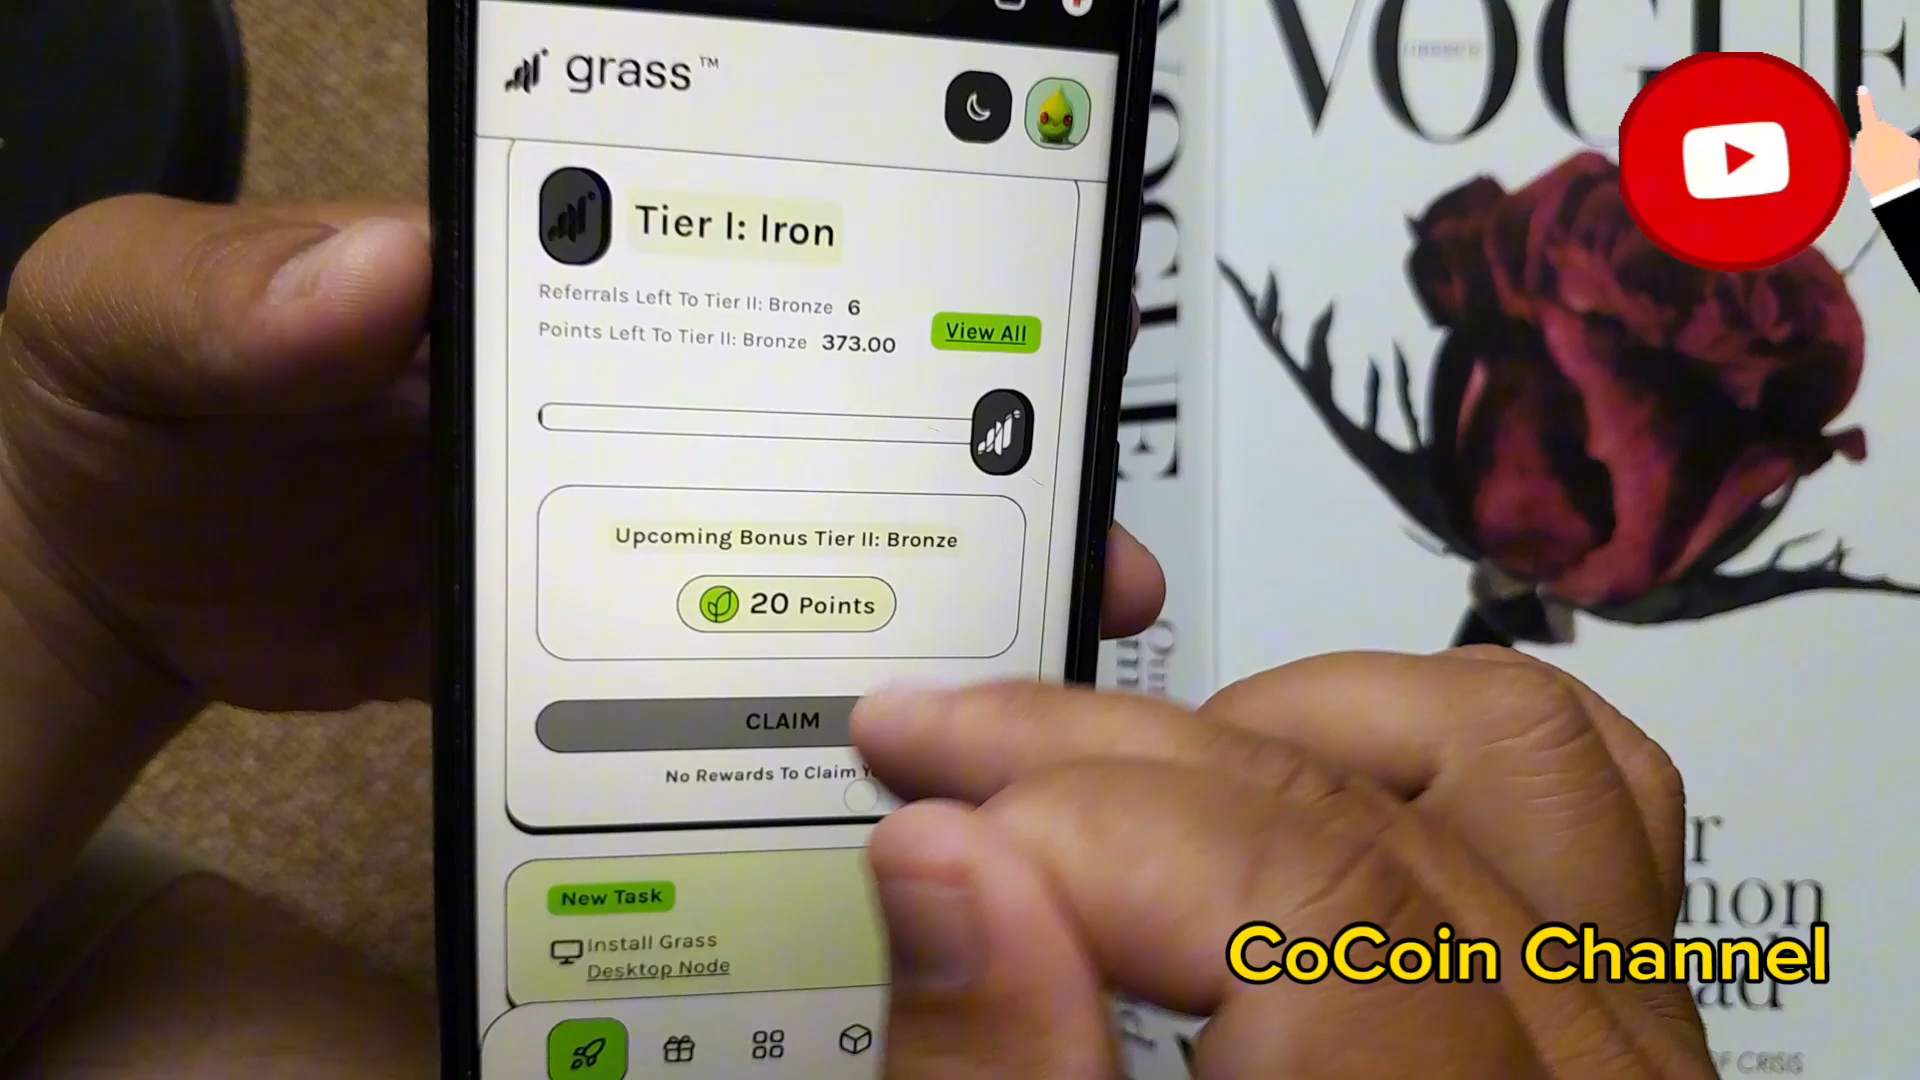 VOGUE
grass™
Tier I: Iron
Referrals Left To Tier II: Bronze 6
Points Left To Tier II: Bronze 373.00
View All
Upcoming Bonus Tier II: Bronze
20 Points
CLAIM
No Rewards To Claim
New Task
Install Grass
Desktop Node
CoCoin Channel
OF CRISIS